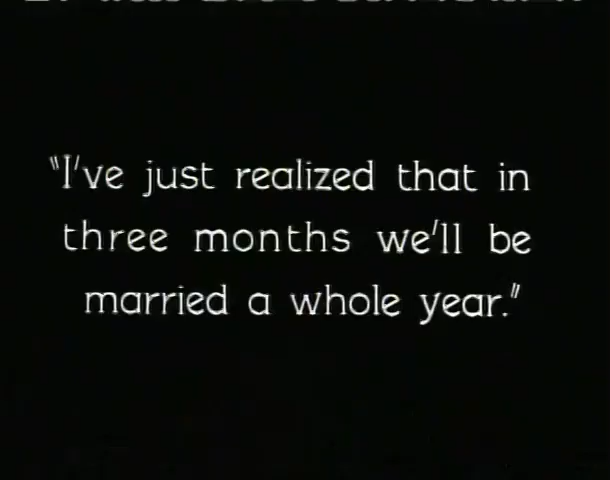 "I've just realized that in
three months we'll be
married a whole year."